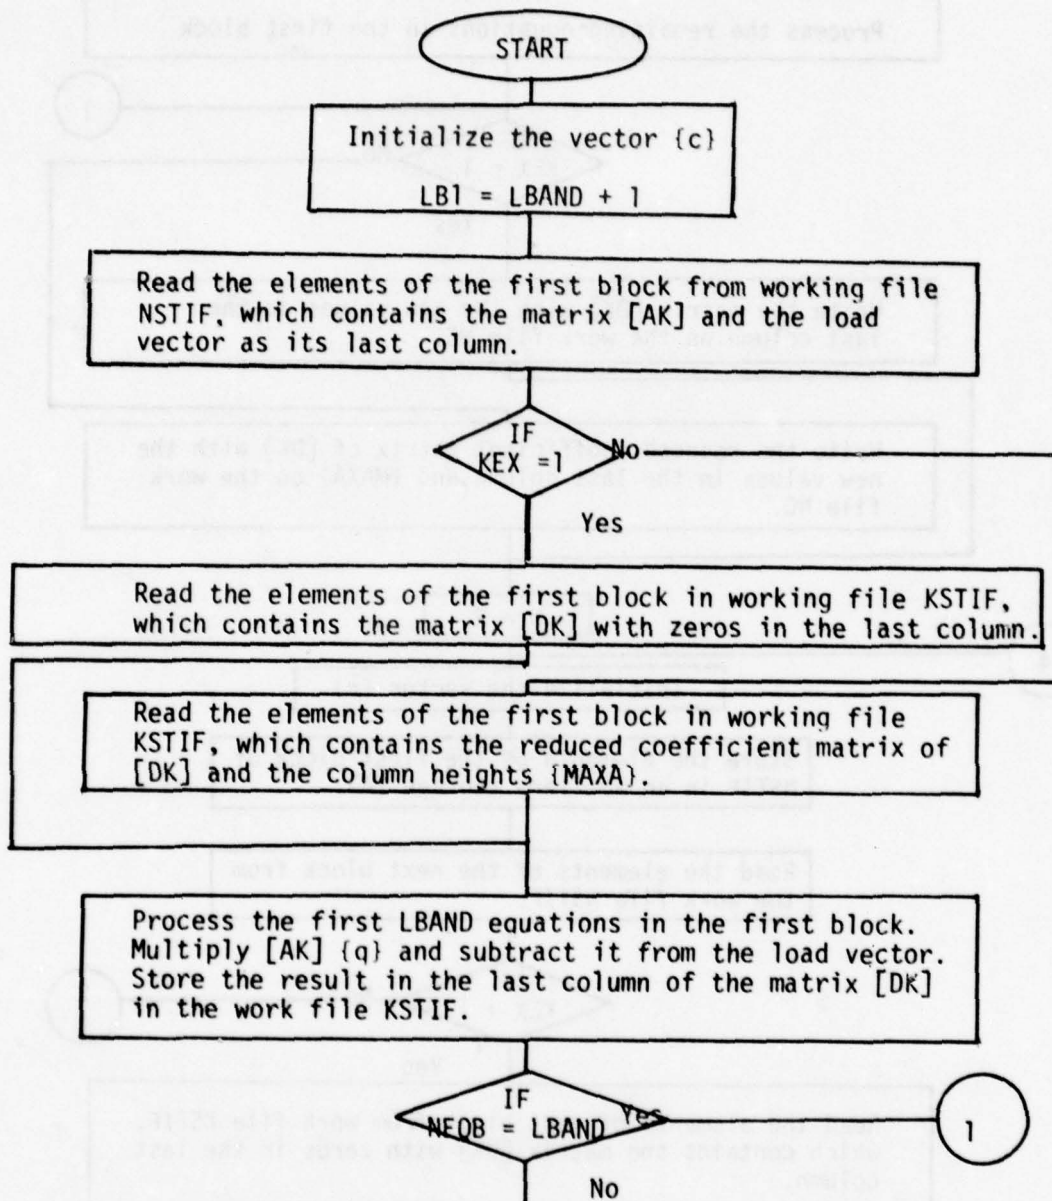 START
Initialize the vector {c}
LB1 = LBAND + 1
Read the elements of the first block from working file
NSTIF, which contains the matrix [AK] and the load
vector as its last column.
IF
KEX =1
No
Yes
Read the elements of the first block in working file KSTIF,
which contains the matrix [DK] with zeros in the last column.
Read the elements of the first block in working file
KSTIF, which contains the reduced coefficient matrix of
[DK] and the column heights {MAXA}.
Process the first LBAND equations in the first block.
Multiply [AK] {q} and subtract it from the load vector.
Store the result in the last column of the matrix [DK]
in the work file KSTIF.
IF
NEQB = LBAND
Yes
1
No